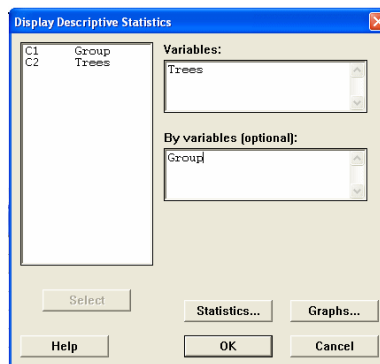 Display Descriptive Statistics
C1 Group
C2 Trees
Variables:
Trees
By variables (optional):
Group
Select
Statistics...
Graphs...
Help
OK
Cancel